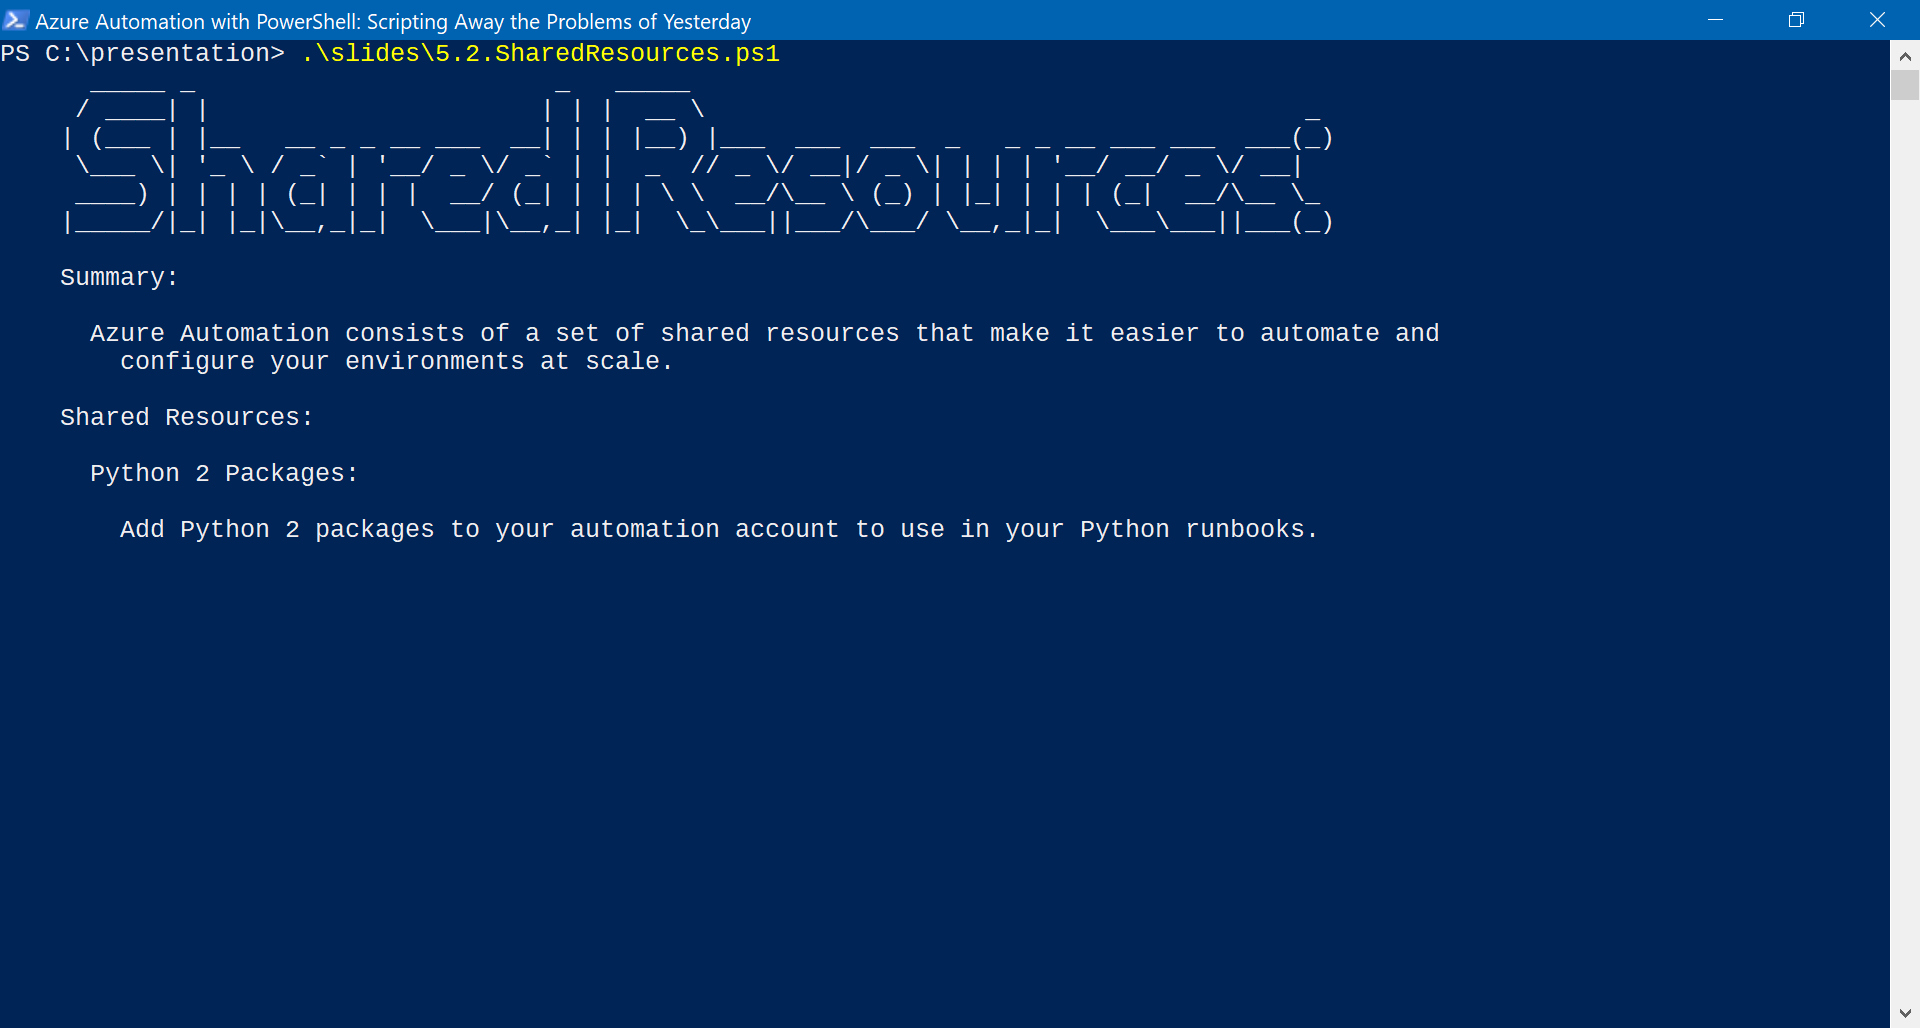 Azure Automation with PowerShell: Scripting Away the Problems of Yesterday
PS C:\presentation> .\slides\5.2.SharedResources.ps1
Shared Resources:
Summary:
Azure Automation consists of a set of shared resources that make it easier to automate and
configure your environments at scale.
Shared Resources:
Python 2 Packages:
Add Python 2 packages to your automation account to use in your Python runbooks.